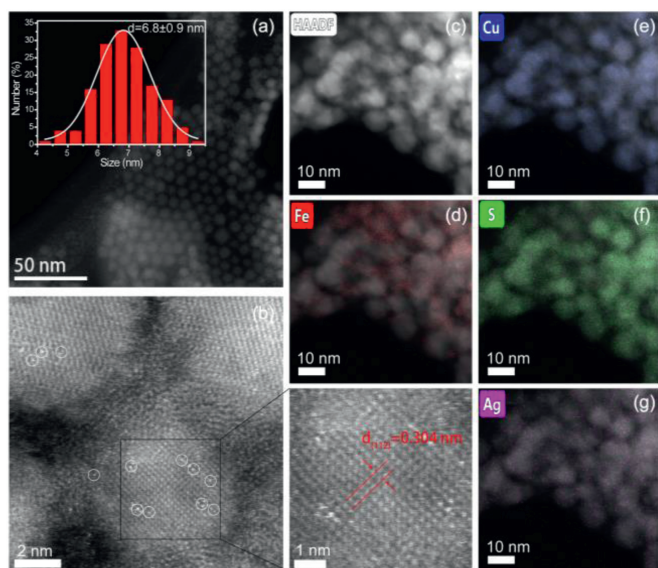 d=6.8±0.9 nm
(a)
35
30
25
20
15
10
5
0
Number (%)
4 5 6 7 8 9
Size (nm)
50 nm
HAADF
(c)
10 nm
Cu
(e)
10 nm
Fe
(d)
10 nm
S
(f)
10 nm
(b)
2 nm
d(112)=0.304 nm
1 nm
Ag
(g)
10 nm